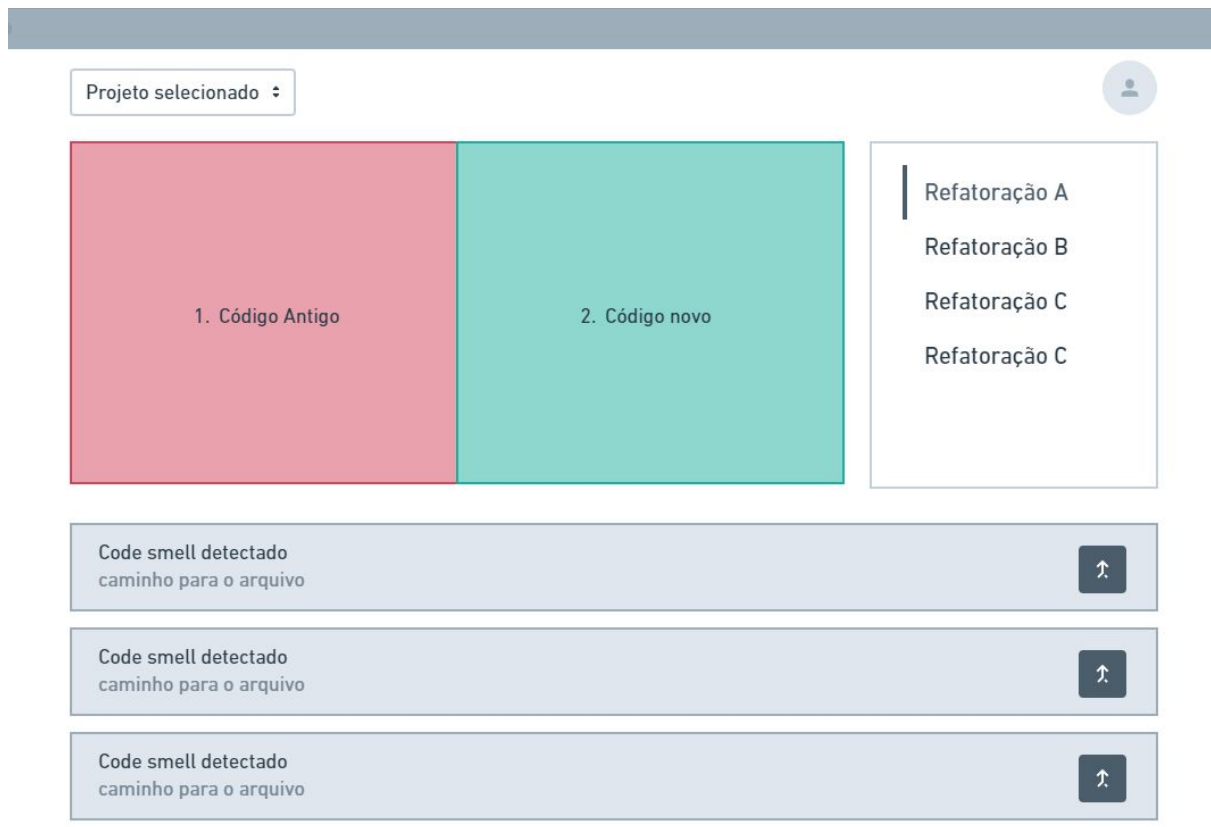 Projeto selecionado
1. Código Antigo
2. Código novo
Refatoração A
Refatoração B
Refatoração C
Refatoração C
Code smell detectado
caminho para o arquivo
Code smell detectado
caminho para o arquivo
Code smell detectado
caminho para o arquivo